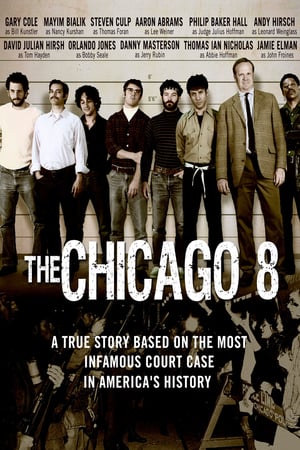 GARY COLE MAYIM BIALIK STEVEN CULP AARON ABRAMS PHILIP BAKER HALL ANDY HIRSCH
as Bill Kunstler as Nancy Kurshan as Thomas Foran as Lee Weiner as Judge Julius Hoffman as Leonard Weinglass
DAVID JULIAN HIRSH ORLANDO JONES DANNY MASTERSON THOMAS IAN NICHOLAS JAMIE ELMAN
as Tom Hayden as Bobby Seale as Jerry Rubin as Abbie Hoffman as John Froines
THE CHICAGO 8
A TRUE STORY BASED ON THE MOST
INFAMOUS COURT CASE
IN AMERICA'S HISTORY